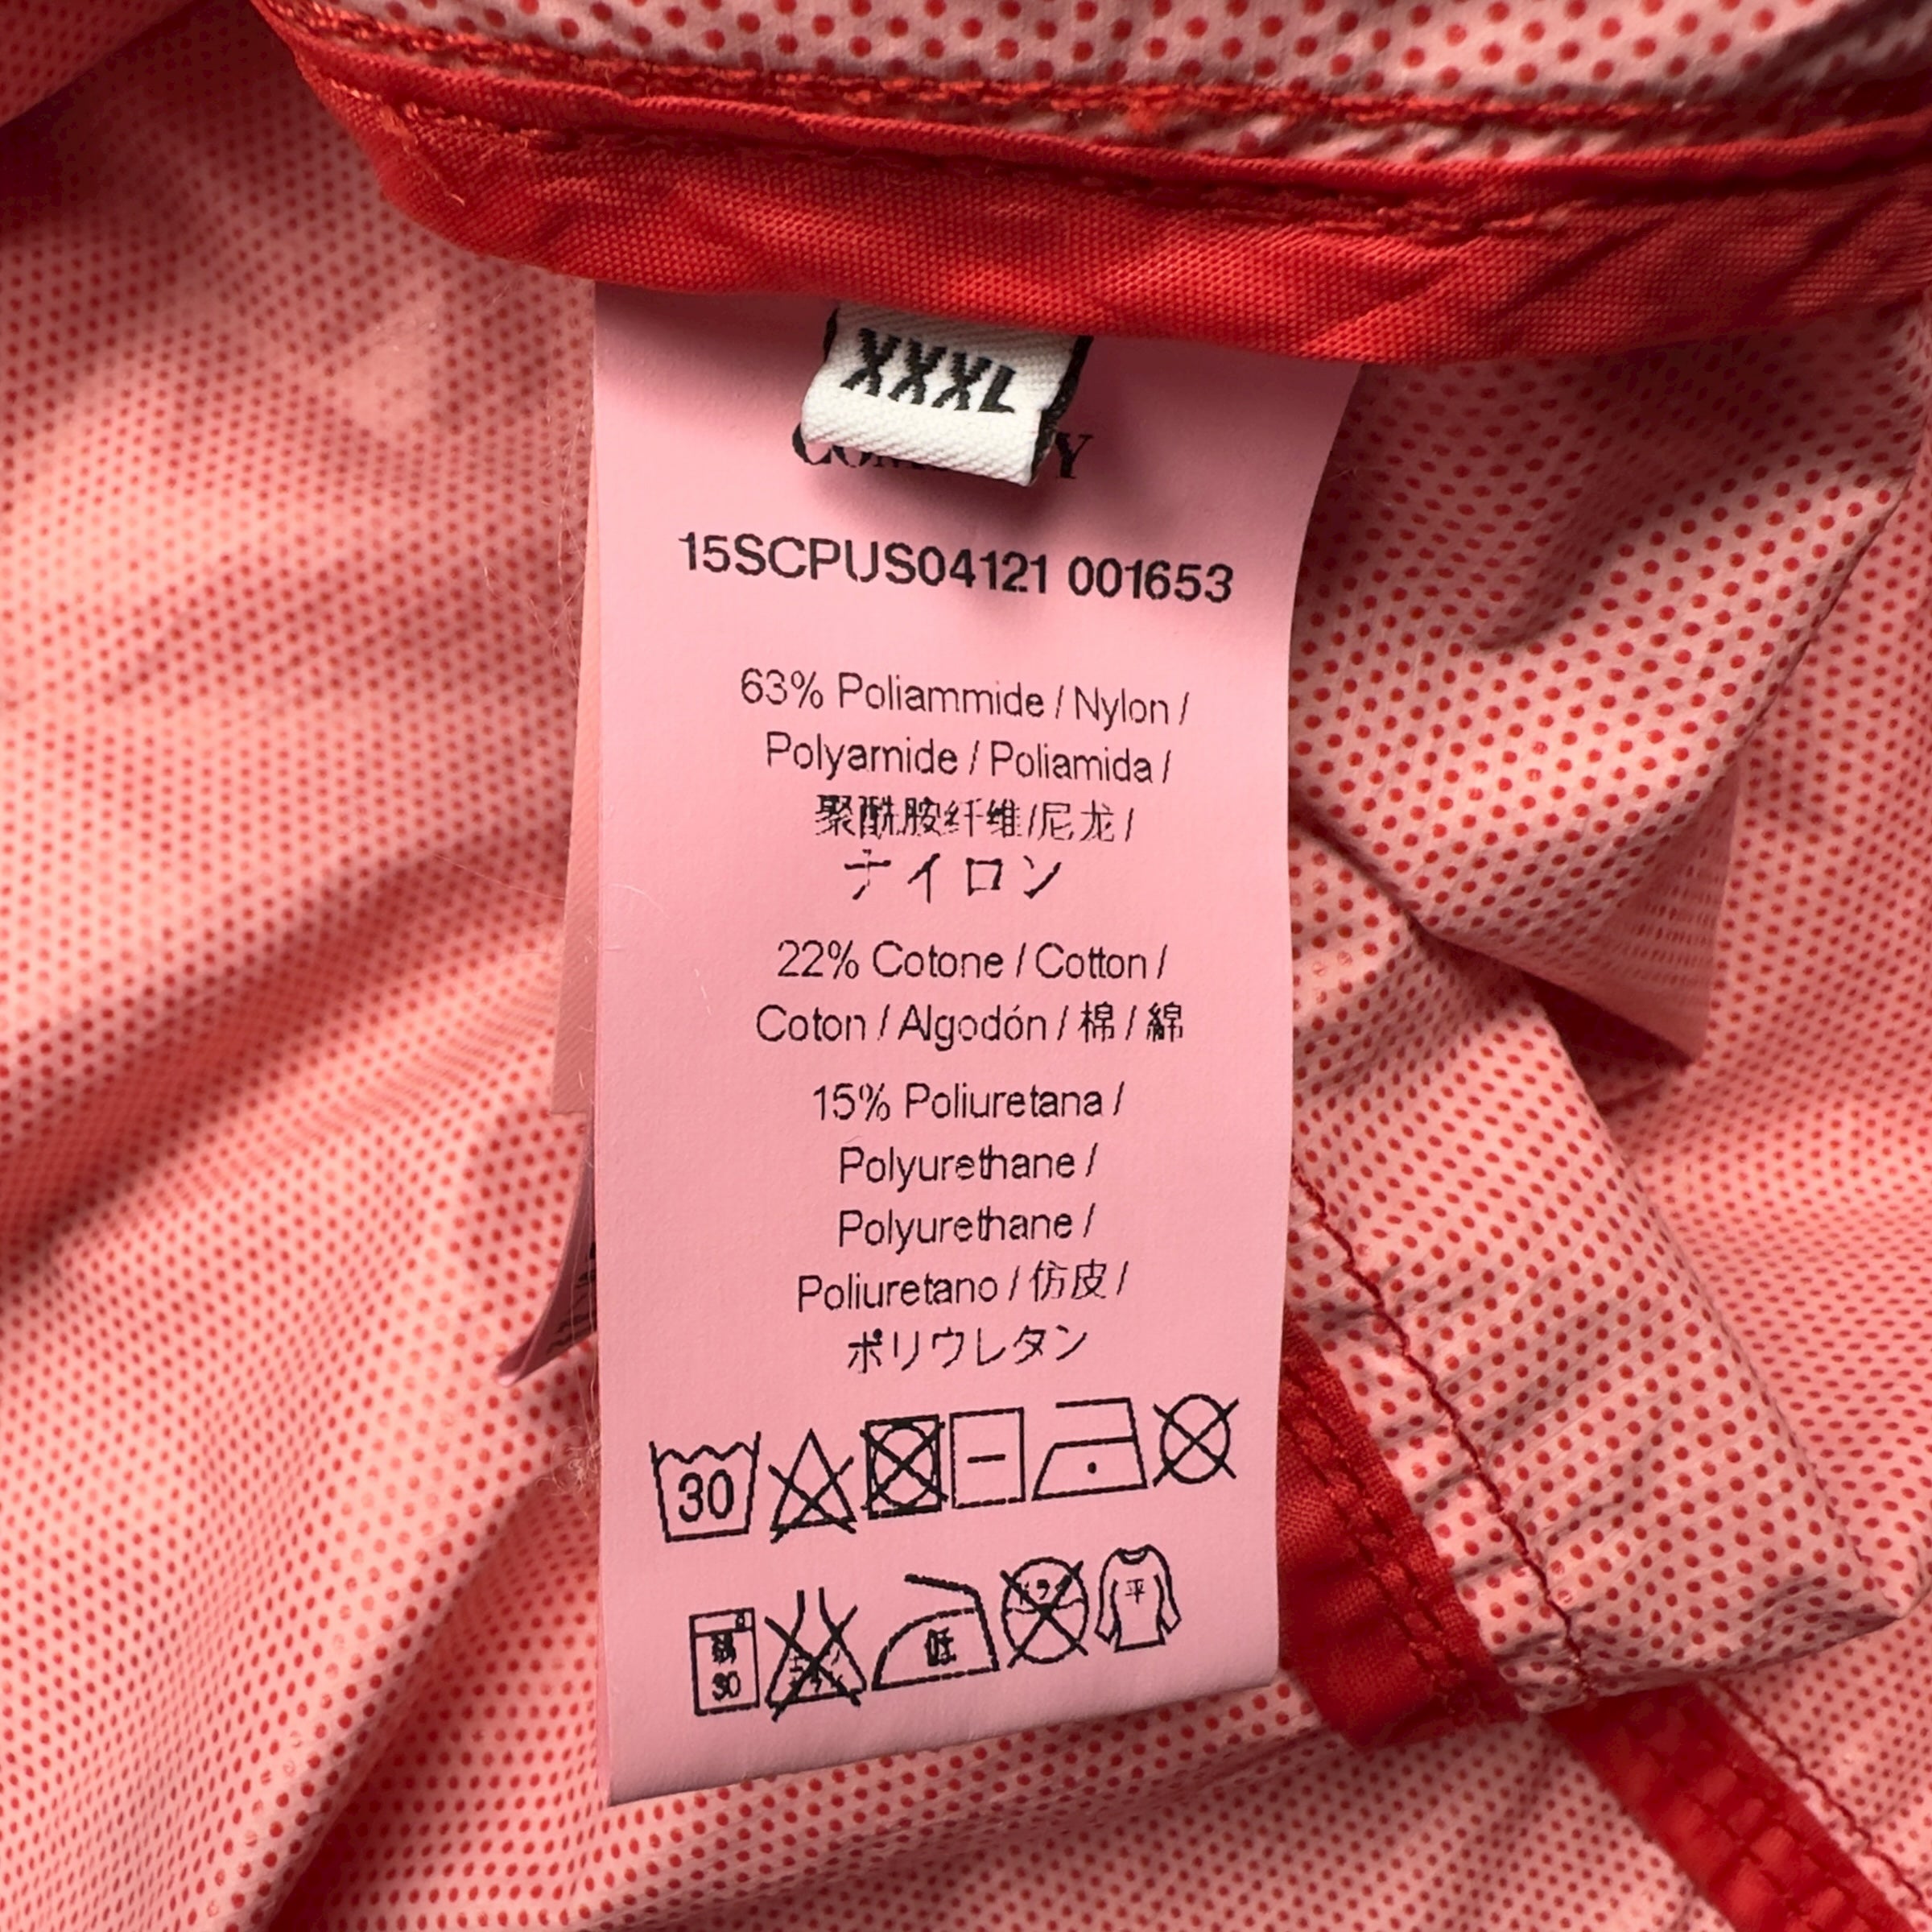 XXXL
15SCPUS04121 001653
63% Poliammide / Nylon /
Polyamide / Poliamida /
聚酰胺纤维/尼龙 /
ナイロン
22% Cotone / Cotton /
Coton / Algodón / 棉 / 綿
15% Poliuretana /
Polyurethane /
Polyurethane /
Poliuretano / 仿皮 /
ポリウレタン
30
低
平
30